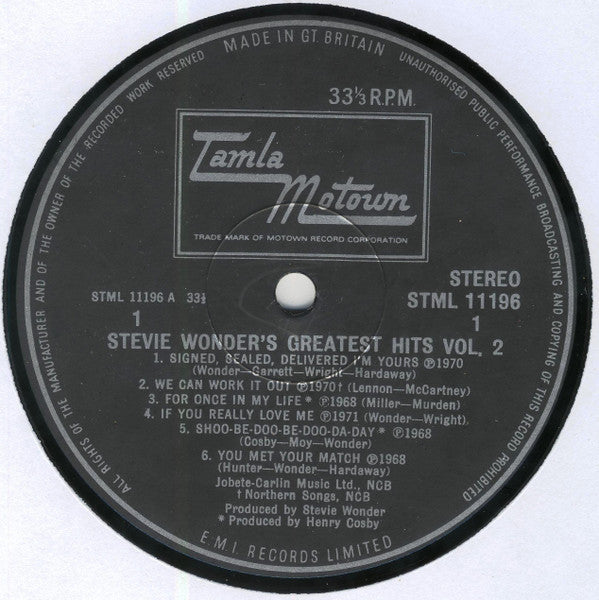 MADE IN GT. BRITAIN
UNAUTHORISED PUBLIC PERFORMANCE BROADCASTING AND COPYING OF THIS RECORD PROHIBITED
ALL RIGHTS OF THE MANUFACTURER AND OF THE OWNER OF THE RECORDED WORK RESERVED
33⅓ R.P.M.
Tamla
Motown
TRADE MARK OF MOTOWN RECORD CORPORATION
STEREO
STML 11196 A 33⅓
STML 11196
1
1
STEVIE WONDER'S GREATEST HITS VOL. 2
1. SIGNED, SEALED, DELIVERED I'M YOURS ℗1970
(Wonder-Garrett-Wright-Hardaway)
2. WE CAN WORK IT OUT ℗1970† (Lennon-McCartney)
3. FOR ONCE IN MY LIFE* ℗1968 (Miller-Murden)
4. IF YOU REALLY LOVE ME ℗1971 (Wonder-Wright)
5. SHOO-BE-DOO-BE-DOO-DA-DAY* ℗1968
(Cosby-Moy-Wonder)
6. YOU MET YOUR MATCH ℗1968
(Hunter-Wonder-Hardaway)
Jobete-Carlin Music Ltd., NCB
† Northern Songs, NCB
Produced by Stevie Wonder
* Produced by Henry Cosby
E.M.I. RECORDS LIMITED